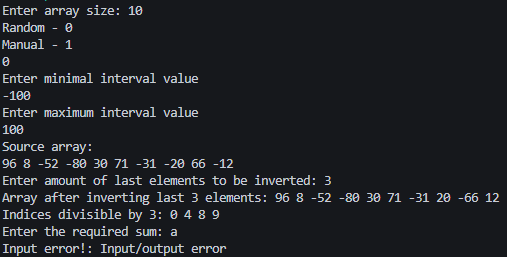 Enter array size: 10
Random - 0
Manual - 1
0
Enter minimal interval value
-100
Enter maximum interval value
100
Source array:
96 8 -52 -80 30 71 -31 -20 66 -12
Enter amount of last elements to be inverted: 3
Array after inverting last 3 elements: 96 8 -52 -80 30 71 -31 20 -66 12
Indices divisible by 3: 0 4 8 9
Enter the required sum: a
Input error!: Input/output error